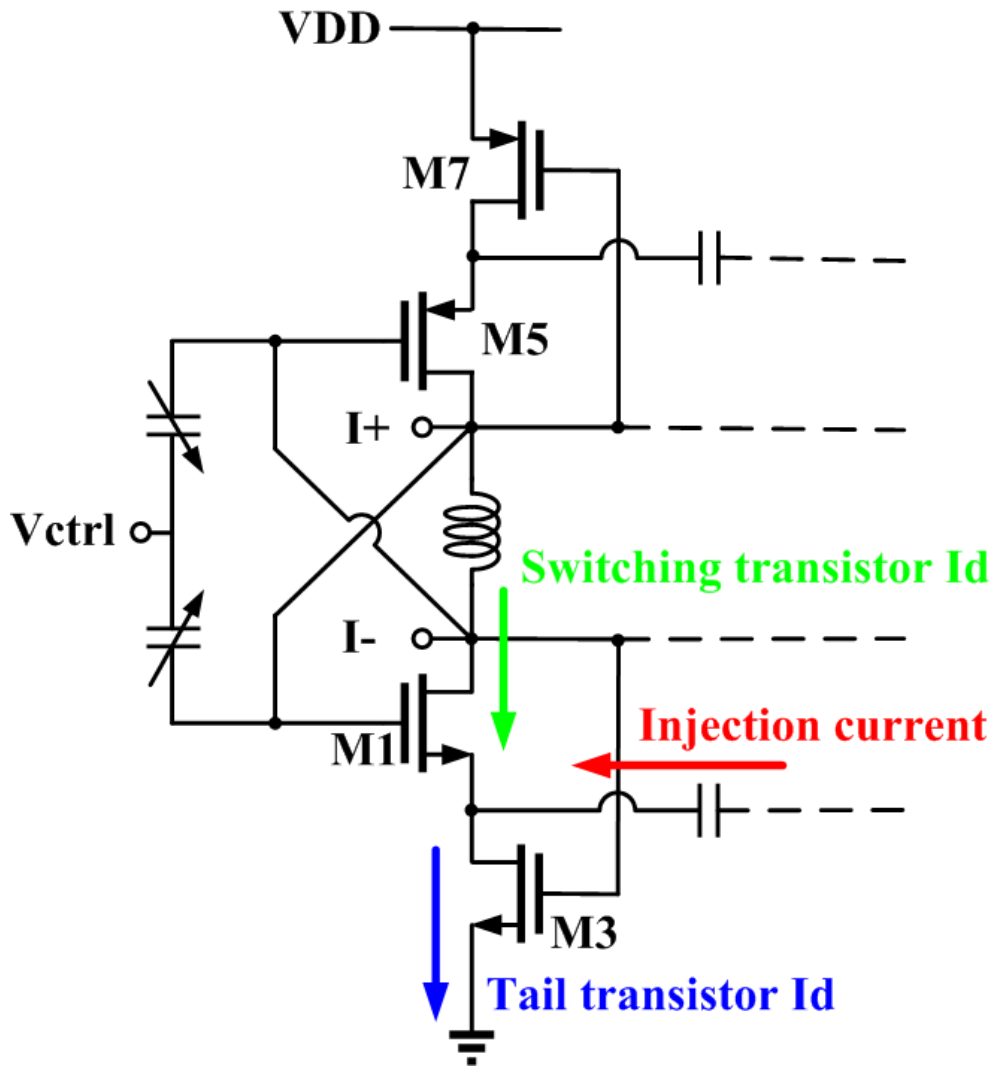 VDD
M7
M5
I+
Vctrl
Switching transistor Id
I-
Injection current
M1
M3
Tail transistor Id